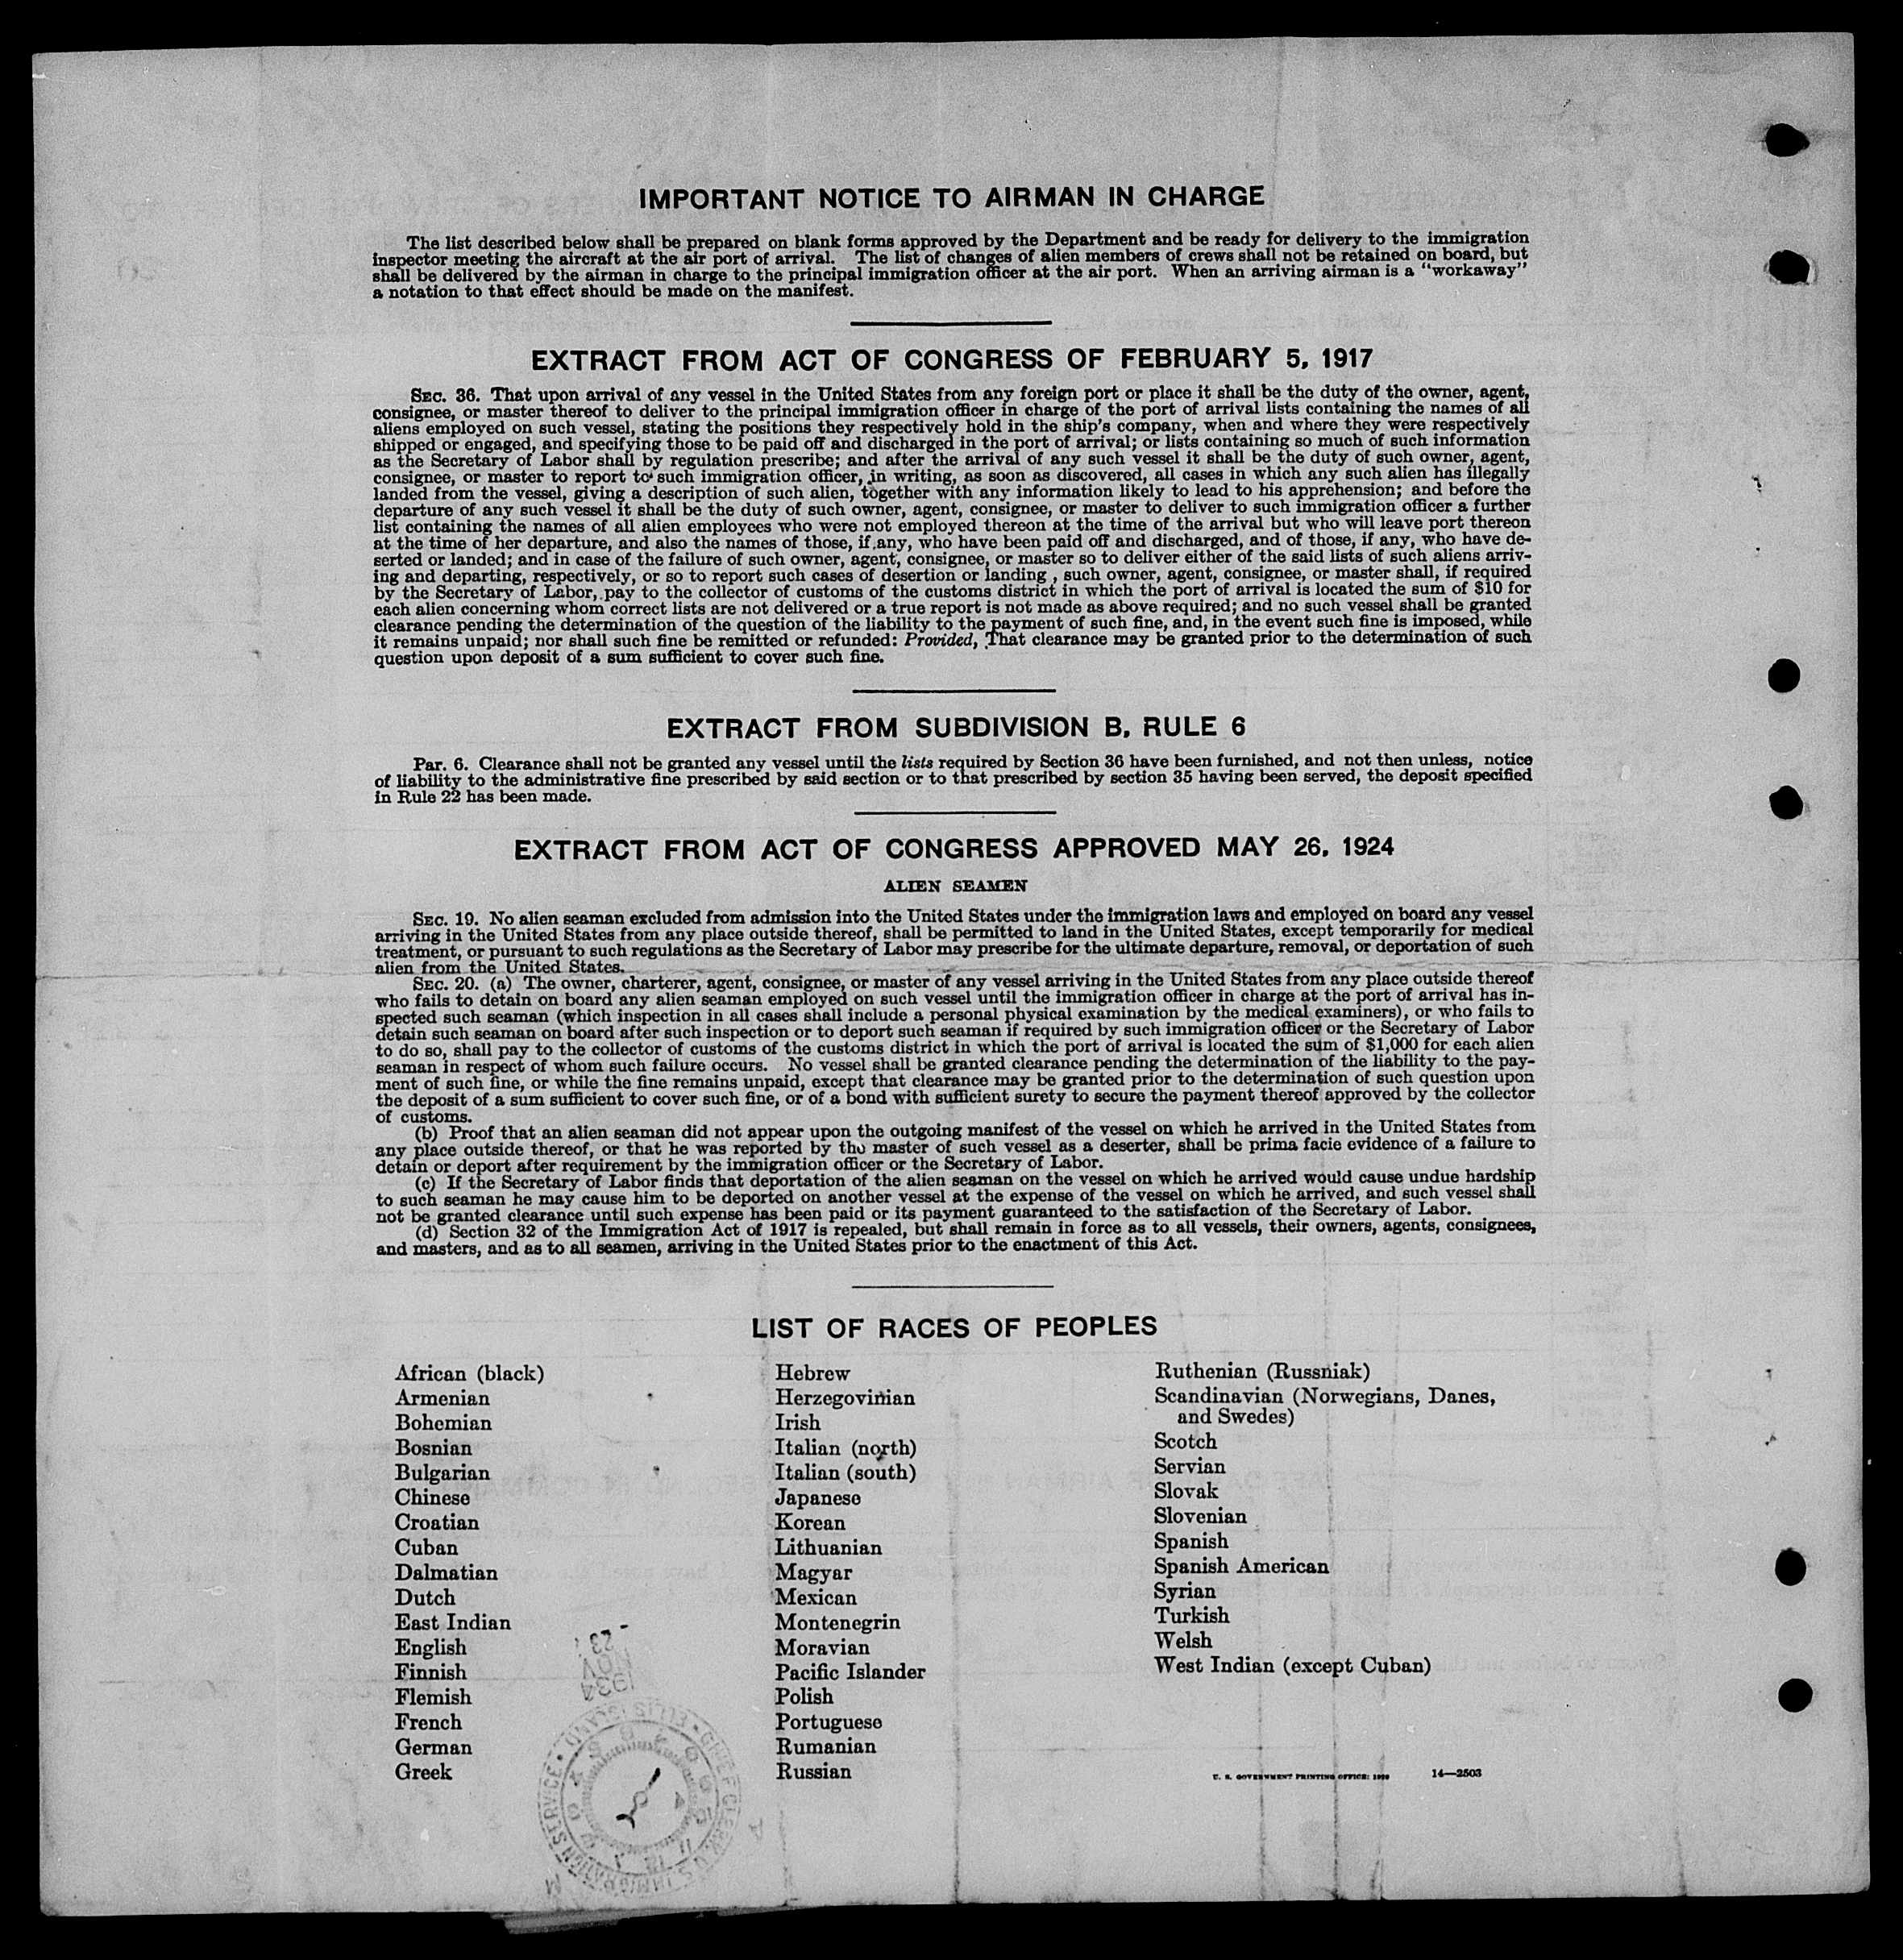 IMPORTANT NOTICE TO AIRMAN IN CHARGE
The list described below shall be prepared on blank forms approved by the Department and be ready for delivery to the immigration
inspector meeting the aircraft at the air port of arrival. The list of changes of alien members of crews shall not be retained on board, but
shall be delivered by the airman in charge to the principal immigration officer at the air port. When an arriving airman is a "workaway"
a notation to that effect should be made on the manifest.
EXTRACT FROM ACT OF CONGRESS OF FEBRUARY 5, 1917
SEC. 36. That upon arrival of any vessel in the United States from any foreign port or place it shall be the duty of the owner, agent,
consignee, or master thereof to deliver to the principal immigration officer in charge of the port of arrival lists containing the names of all
aliens employed on such vessel, stating the positions they respectively hold in the ship's company, when and where they were respectively
shipped or engaged, and specifying those to be paid off and discharged in the port of arrival; or lists containing so much of such information
as the Secretary of Labor shall by regulation prescribe; and after the arrival of any such vessel it shall be the duty of such owner, agent,
consignee, or master to report to such immigration officer, in writing, as soon as discovered, all cases in which any such alien has illegally
landed from the vessel, giving a description of such alien, together with any information likely to lead to his apprehension; and before the
departure of any such vessel it shall be the duty of such owner, agent, consignee, or master to deliver to such immigration officer a further
list containing the names of all alien employees who were not employed thereon at the time of the arrival but who will leave port thereon
at the time of her departure, and also the names of those, if any, who have been paid off and discharged, and of those, if any, who have de-
serted or landed; and in case of the failure of such owner, agent, consignee, or master so to deliver either of the said lists of such aliens arriv-
ing and departing, respectively, or so to report such cases of desertion or landing , such owner, agent, consignee, or master shall, if required
by the Secretary of Labor, pay to the collector of customs of the customs district in which the port of arrival is located the sum of $10 for
each alien concerning whom correct lists are not delivered or a true report is not made as above required; and no such vessel shall be granted
clearance pending the determination of the question of the liability to the payment of such fine, and, in the event such fine is imposed, while
it remains unpaid; nor shall such fine be remitted or refunded: Provided, That clearance may be granted prior to the determination of such
question upon deposit of a sum sufficient to cover such fine.
EXTRACT FROM SUBDIVISION B, RULE 6
Par. 6. Clearance shall not be granted any vessel until the lists required by Section 36 have been furnished, and not then unless, notice
of liability to the administrative fine prescribed by said section or to that prescribed by section 35 having been served, the deposit specified
in Rule 22 has been made.
EXTRACT FROM ACT OF CONGRESS APPROVED MAY 26, 1924
ALIEN SEAMEN
SEC. 19. No alien seaman excluded from admission into the United States under the immigration laws and employed on board any vessel
arriving in the United States from any place outside thereof, shall be permitted to land in the United States, except temporarily for medical
treatment, or pursuant to such regulations as the Secretary of Labor may prescribe for the ultimate departure, removal, or deportation of such
alien from the United States.
SEC. 20. (a) The owner, charterer, agent, consignee, or master of any vessel arriving in the United States from any place outside thereof
who fails to detain on board any alien seaman employed on such vessel until the immigration officer in charge at the port of arrival has in-
spected such seaman (which inspection in all cases shall include a personal physical examination by the medical examiners), or who fails to
detain such seaman on board after such inspection or to deport such seaman if required by such immigration officer or the Secretary of Labor
to do so, shall pay to the collector of customs of the customs district in which the port of arrival is located the sum of $1,000 for each alien
seaman in respect of whom such failure occurs. No vessel shall be granted clearance pending the determination of the liability to the pay-
ment of such fine, or while the fine remains unpaid, except that clearance may be granted prior to the determination of such question upon
the deposit of a sum sufficient to cover such fine, or of a bond with sufficient surety to secure the payment thereof approved by the collector
of customs.
(b) Proof that an alien seaman did not appear upon the outgoing manifest of the vessel on which he arrived in the United States from
any place outside thereof, or that he was reported by the master of such vessel as a deserter, shall be prima facie evidence of a failure to
detain or deport after requirement by the immigration officer or the Secretary of Labor.
(c) If the Secretary of Labor finds that deportation of the alien seaman on the vessel on which he arrived would cause undue hardship
to such seaman he may cause him to be deported on another vessel at the expense of the vessel on which he arrived, and such vessel shall
not be granted clearance until such expense has been paid or its payment guaranteed to the satisfaction of the Secretary of Labor.
(d) Section 32 of the Immigration Act of 1917 is repealed, but shall remain in force as to all vessels, their owners, agents, consignees,
and masters, and as to all seamen, arriving in the United States prior to the enactment of this Act.
LIST OF RACES OF PEOPLES
African (black)
Armenian
Bohemian
Bosnian
Bulgarian
Chinese
Croatian
Cuban
Dalmatian
Dutch
East Indian
English
Finnish
Flemish
French
German
Greek
Hebrew
Herzegovinian
Irish
Italian (north)
Italian (south)
Japanese
Korean
Lithuanian
Magyar
Mexican
Montenegrin
Moravian
Pacific Islander
Polish
Portuguese
Rumanian
Russian
Ruthenian (Russniak)
Scandinavian (Norwegians, Danes,
and Swedes)
Scotch
Servian
Slovak
Slovenian
Spanish
Spanish American
Syrian
Turkish
Welsh
West Indian (except Cuban)
U. S. GOVERNMENT PRINTING OFFICE: 14—2503
23
NOV
1934
CHIEF CLERK U.S. IMMIGRATION SERVICE • ELLIS ISLAND